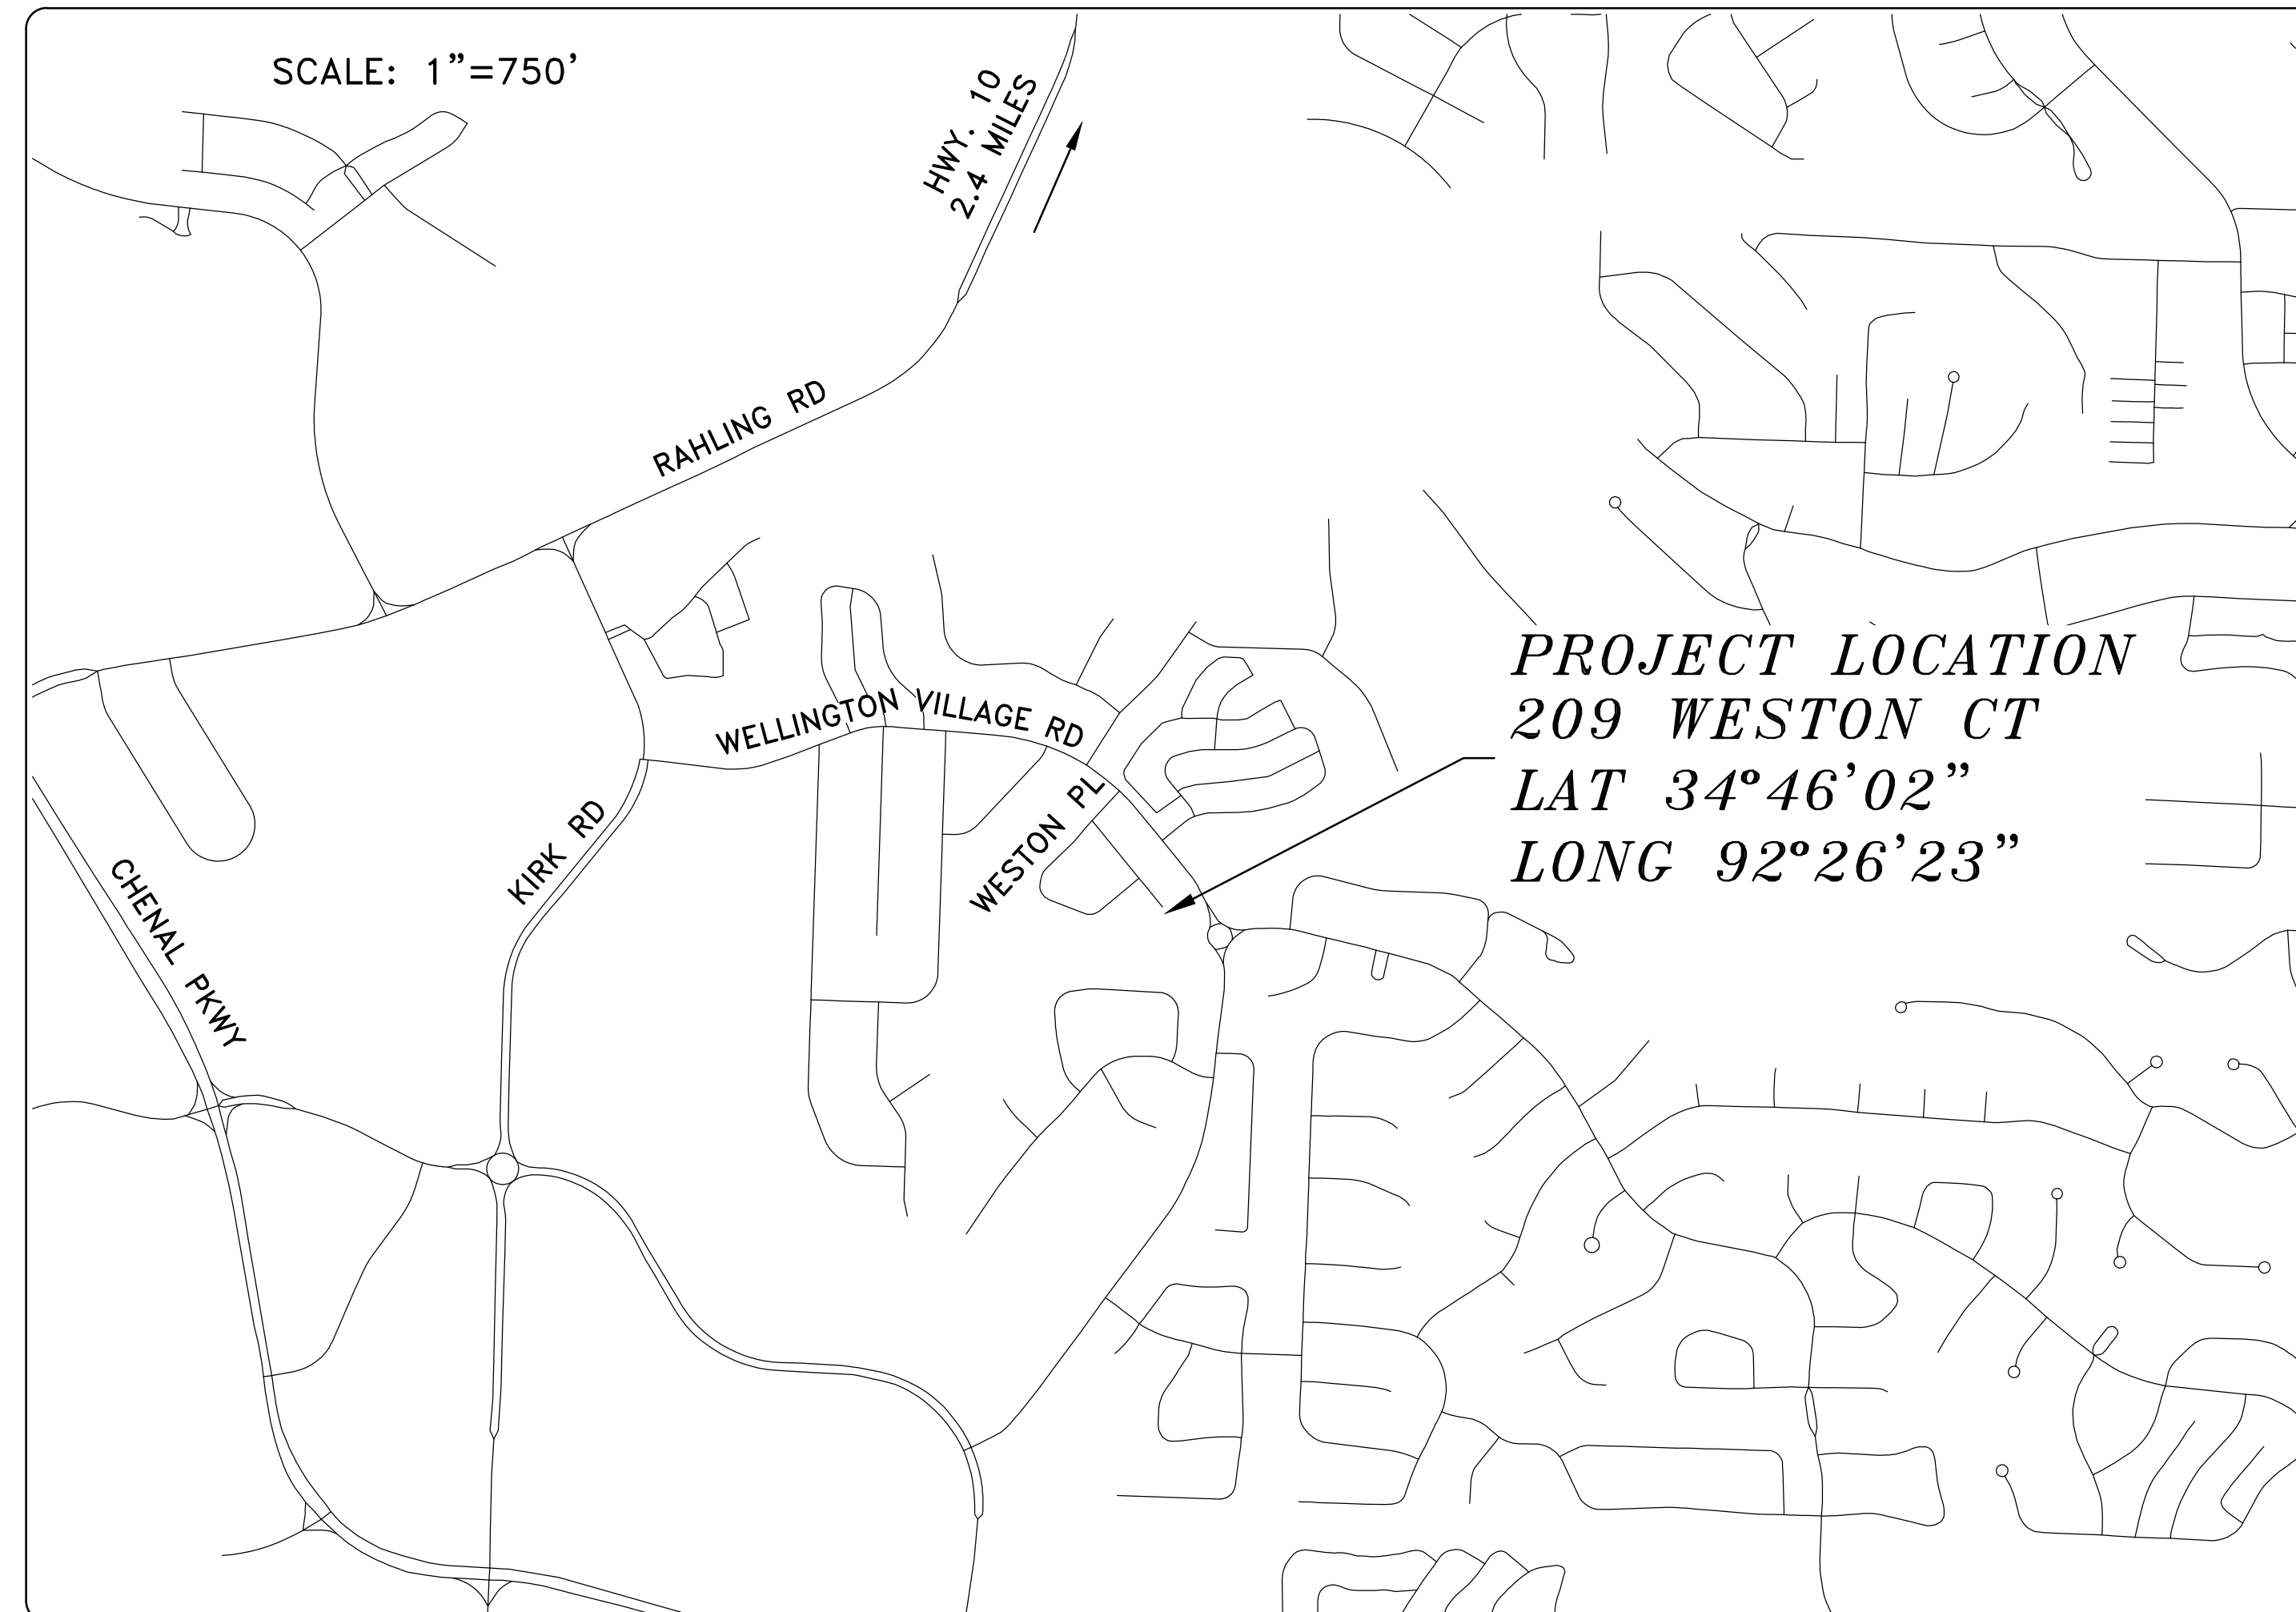 SCALE: 1”=750’
HWY. 10
2.4 MILES
RAHLING RD
WELLINGTON VILLAGE RD
PROJECT LOCATION
209 WESTON CT
LAT 34°46’02”
LONG 92°26’23”
WESTON PL
KIRK RD
CHENAL PKWY